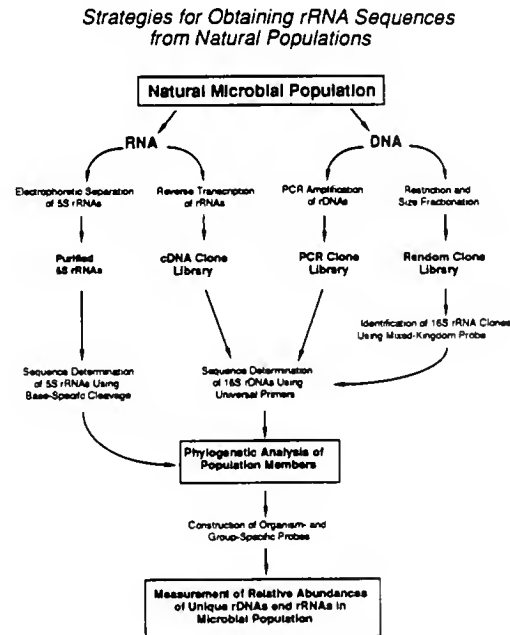 Strategies for Obtaining rRNA Sequences
from Natural Populations
Natural Microbial Population
RNA
DNA
Electrophoretic Separation
of 5S rRNAs
Reverse Transcription
of rRNAs
PCR Amplification
of rDNAs
Restriction and
Size Fractionation
Purified
5S rRNAs
cDNA Clone
Library
PCR Clone
Library
Random Clone
Library
Identification of 16S rRNA Clones
Using Mixed-Kingdom Probe
Sequence Determination
of 5S rRNAs Using
Base-Specific Cleavage
Sequence Determination
of 16S rDNAs Using
Universal Primers
Phylogenetic Analysis of
Population Members
Construction of Organism- and
Group-Specific Probes
Measurement of Relative Abundances
of Unique rDNAs and rRNAs in
Microbial Population